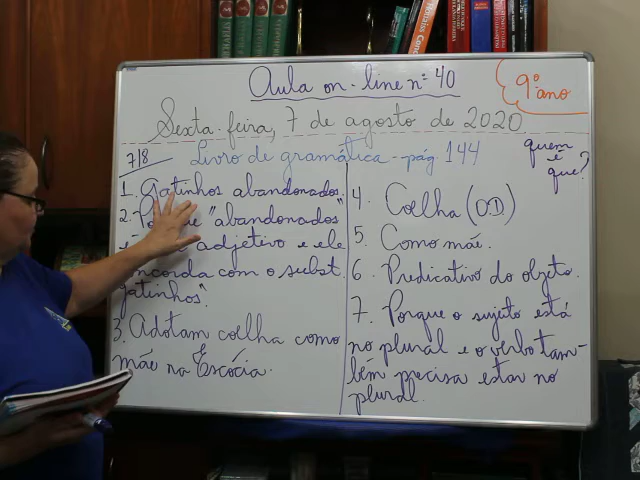 Aula on-line nº 40
9º ano
Sexta-feira, 7 de agosto de 2020
7/8 Livro de gramática - pág. 144
quem
é
que?
1. Gatinhos abandonados.
2. "abandonados"
é adjetivo e ele
concorda com o subst.
gatinhos".
3. Adotam coelha como
mãe na Escócia.
4. Coelha (O.D)
5. Como mãe.
6. Predicativo do objeto.
7. Porque o sujeito está
no plural e o verbo tam-
bém precisa estar no
plural.